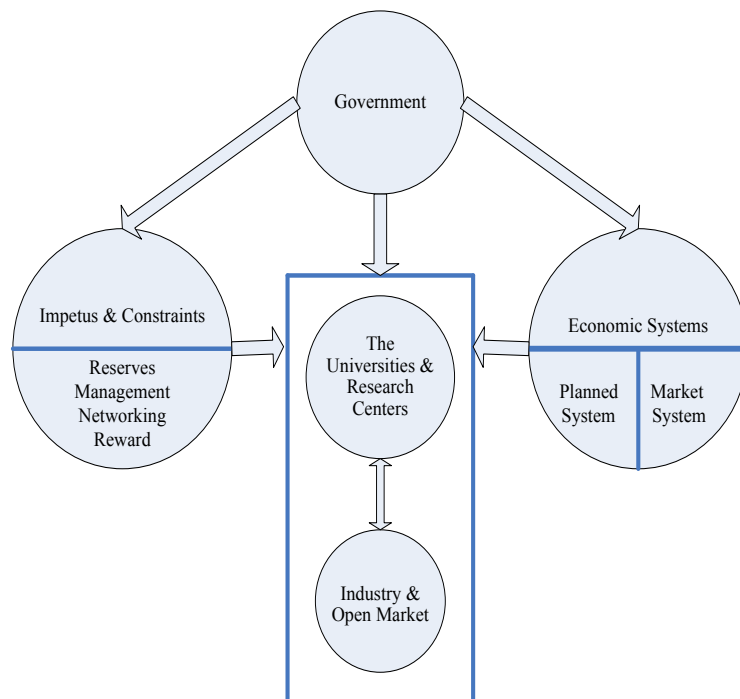 Government
Impetus & Constraints
Reserves
Management
Networking
Reward
The
Universities &
Research
Centers
Economic Systems
Planned
System
Market
System
Industry &
Open Market